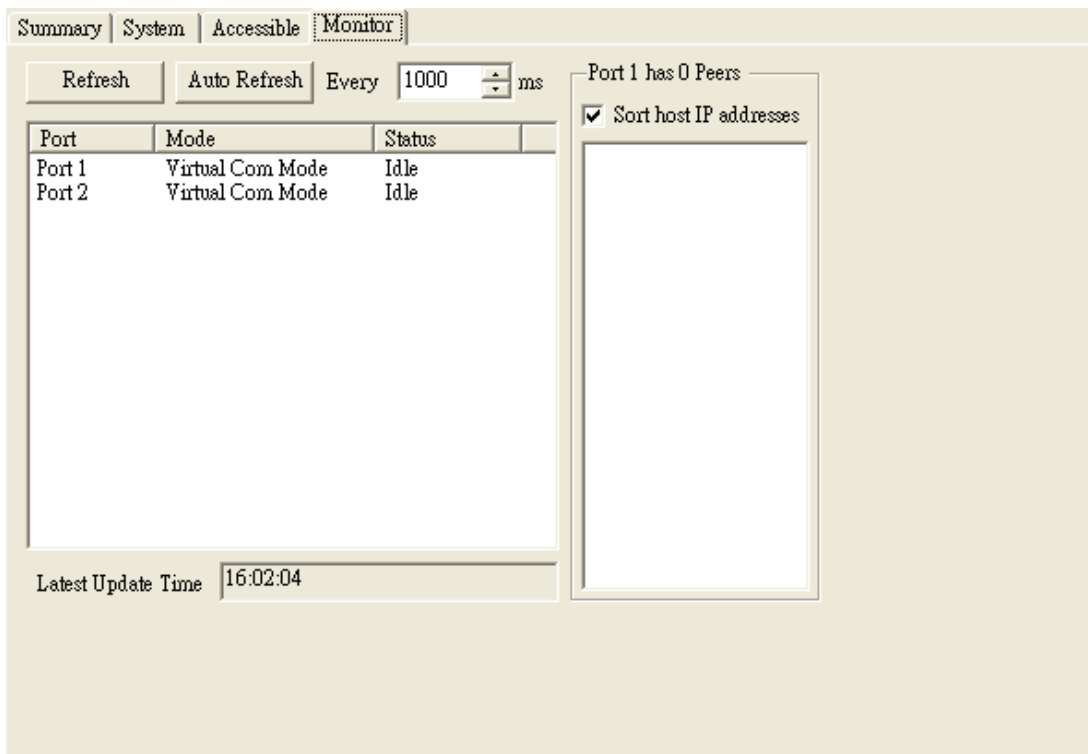 Summary System Accessible Monitor
Refresh Auto Refresh Every 1000 ms
Port Mode Status
Port 1 Virtual Com Mode Idle
Port 2 Virtual Com Mode Idle
Latest Update Time 16:02:04
Port 1 has 0 Peers
Sort host IP addresses